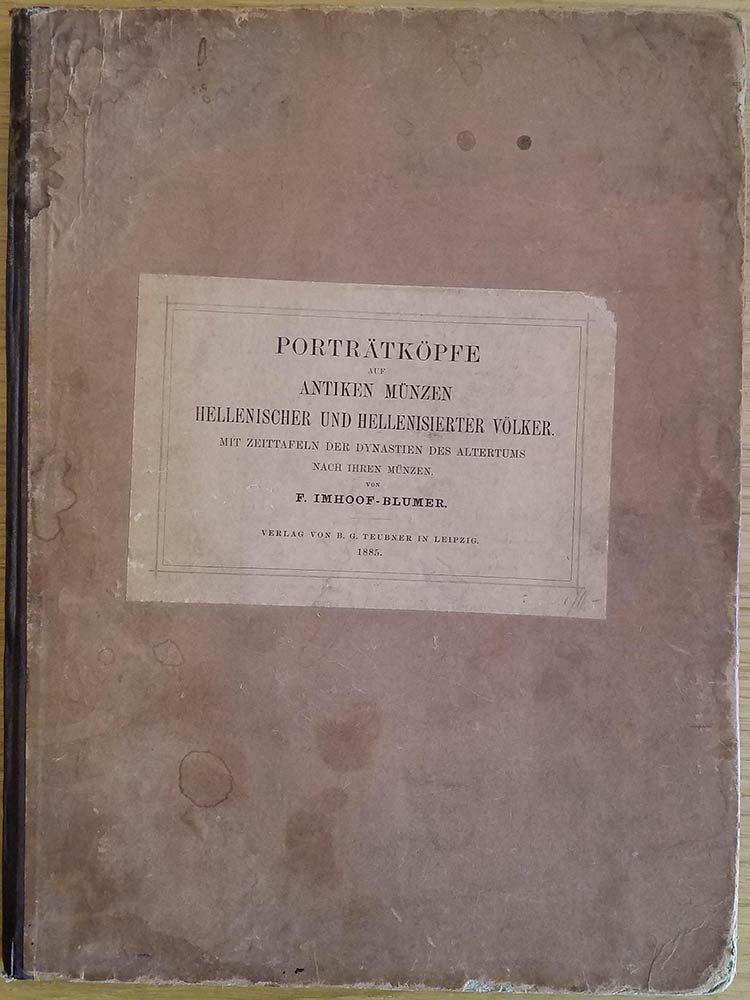 PORTRÄTKÖPFE
AUF
ANTIKEN MÜNZEN
HELLENISCHER UND HELLENISIERTER VÖLKER.
MIT ZEITTAFELN DER DYNASTIEN DES ALTERTUMS
NACH IHREN MÜNZEN.
VON
F. IMHOOF-BLUMER.
VERLAG VON B. G. TEUBNER IN LEIPZIG.
1885.